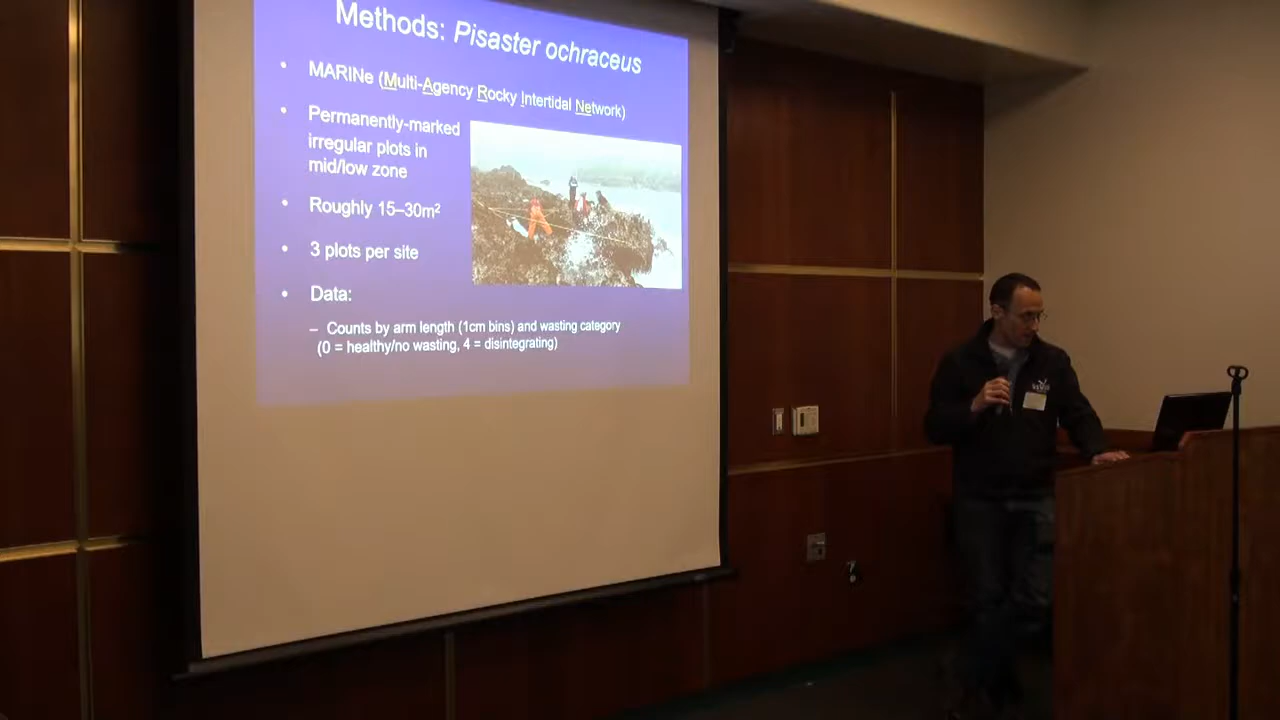 Methods: Pisaster ochraceus
• MARINe (Multi-Agency Rocky Intertidal Network)
• Permanently-marked
irregular plots in
mid/low zone
• Roughly 15–30m²
• 3 plots per site
• Data:
– Counts by arm length (1cm bins) and wasting category
(0 = healthy/no wasting, 4 = disintegrating)